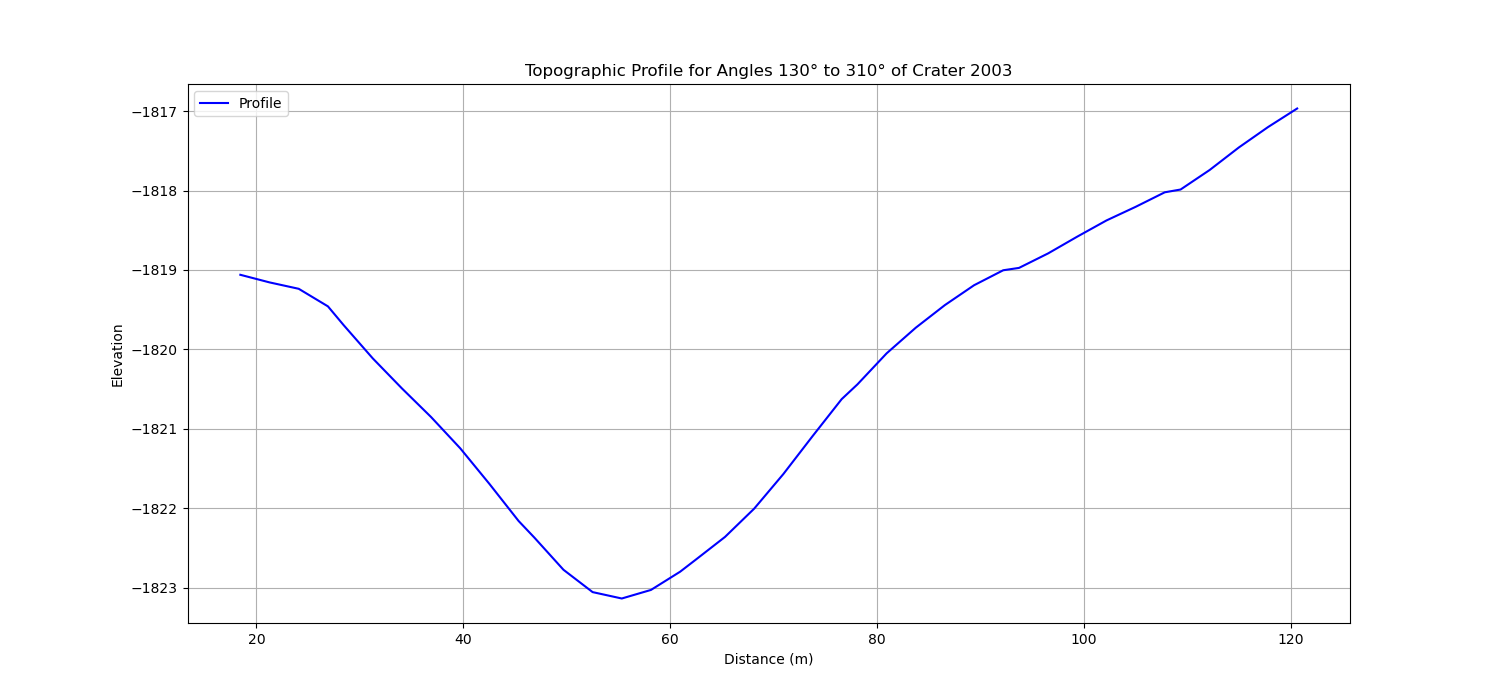 Topographic Profile for Angles 130° to 310° of Crater 2003
Profile
−1817
−1818
−1819
−1820
−1821
−1822
−1823
Elevation
20 40 60 80 100 120
Distance (m)